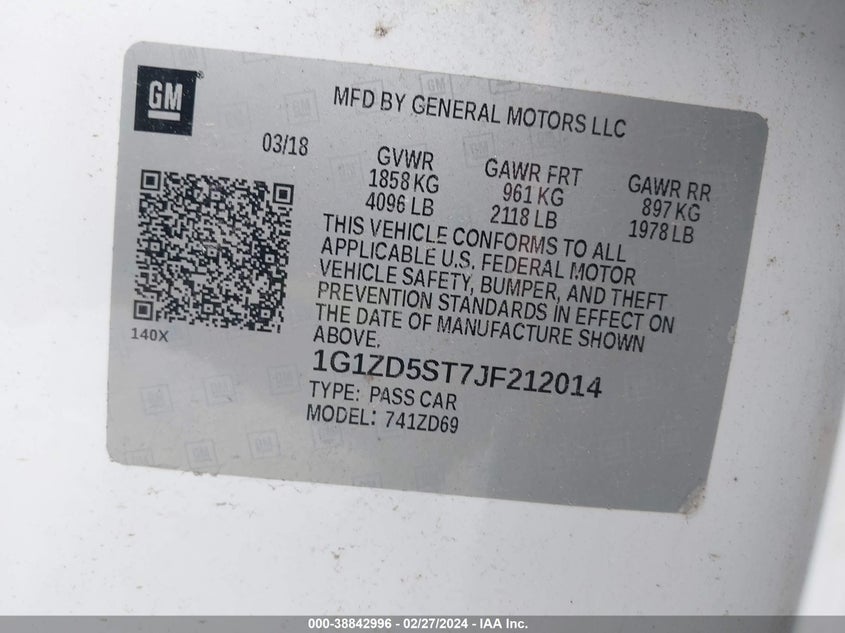 GM
MFD BY GENERAL MOTORS LLC
03/18
GVWR
1858 KG
4096 LB
GAWR FRT
961 KG
2118 LB
GAWR RR
897 KG
1978 LB
THIS VEHICLE CONFORMS TO ALL
APPLICABLE U.S. FEDERAL MOTOR
VEHICLE SAFETY, BUMPER, AND THEFT
PREVENTION STANDARDS IN EFFECT ON
THE DATE OF MANUFACTURE SHOWN
ABOVE.
140X
1G1ZD5ST7JF212014
TYPE: PASS CAR
MODEL: 741ZD69
000-38842996 - 02/27/2024 - IAA Inc.